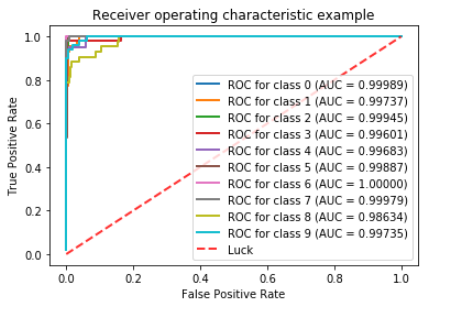 Receiver operating characteristic example
True Positive Rate
1.0
0.8
0.6
0.4
0.2
0.0
ROC for class 0 (AUC = 0.99989)
ROC for class 1 (AUC = 0.99737)
ROC for class 2 (AUC = 0.99945)
ROC for class 3 (AUC = 0.99601)
ROC for class 4 (AUC = 0.99683)
ROC for class 5 (AUC = 0.99887)
ROC for class 6 (AUC = 1.00000)
ROC for class 7 (AUC = 0.99979)
ROC for class 8 (AUC = 0.98634)
ROC for class 9 (AUC = 0.99735)
Luck
0.0 0.2 0.4 0.6 0.8 1.0
False Positive Rate